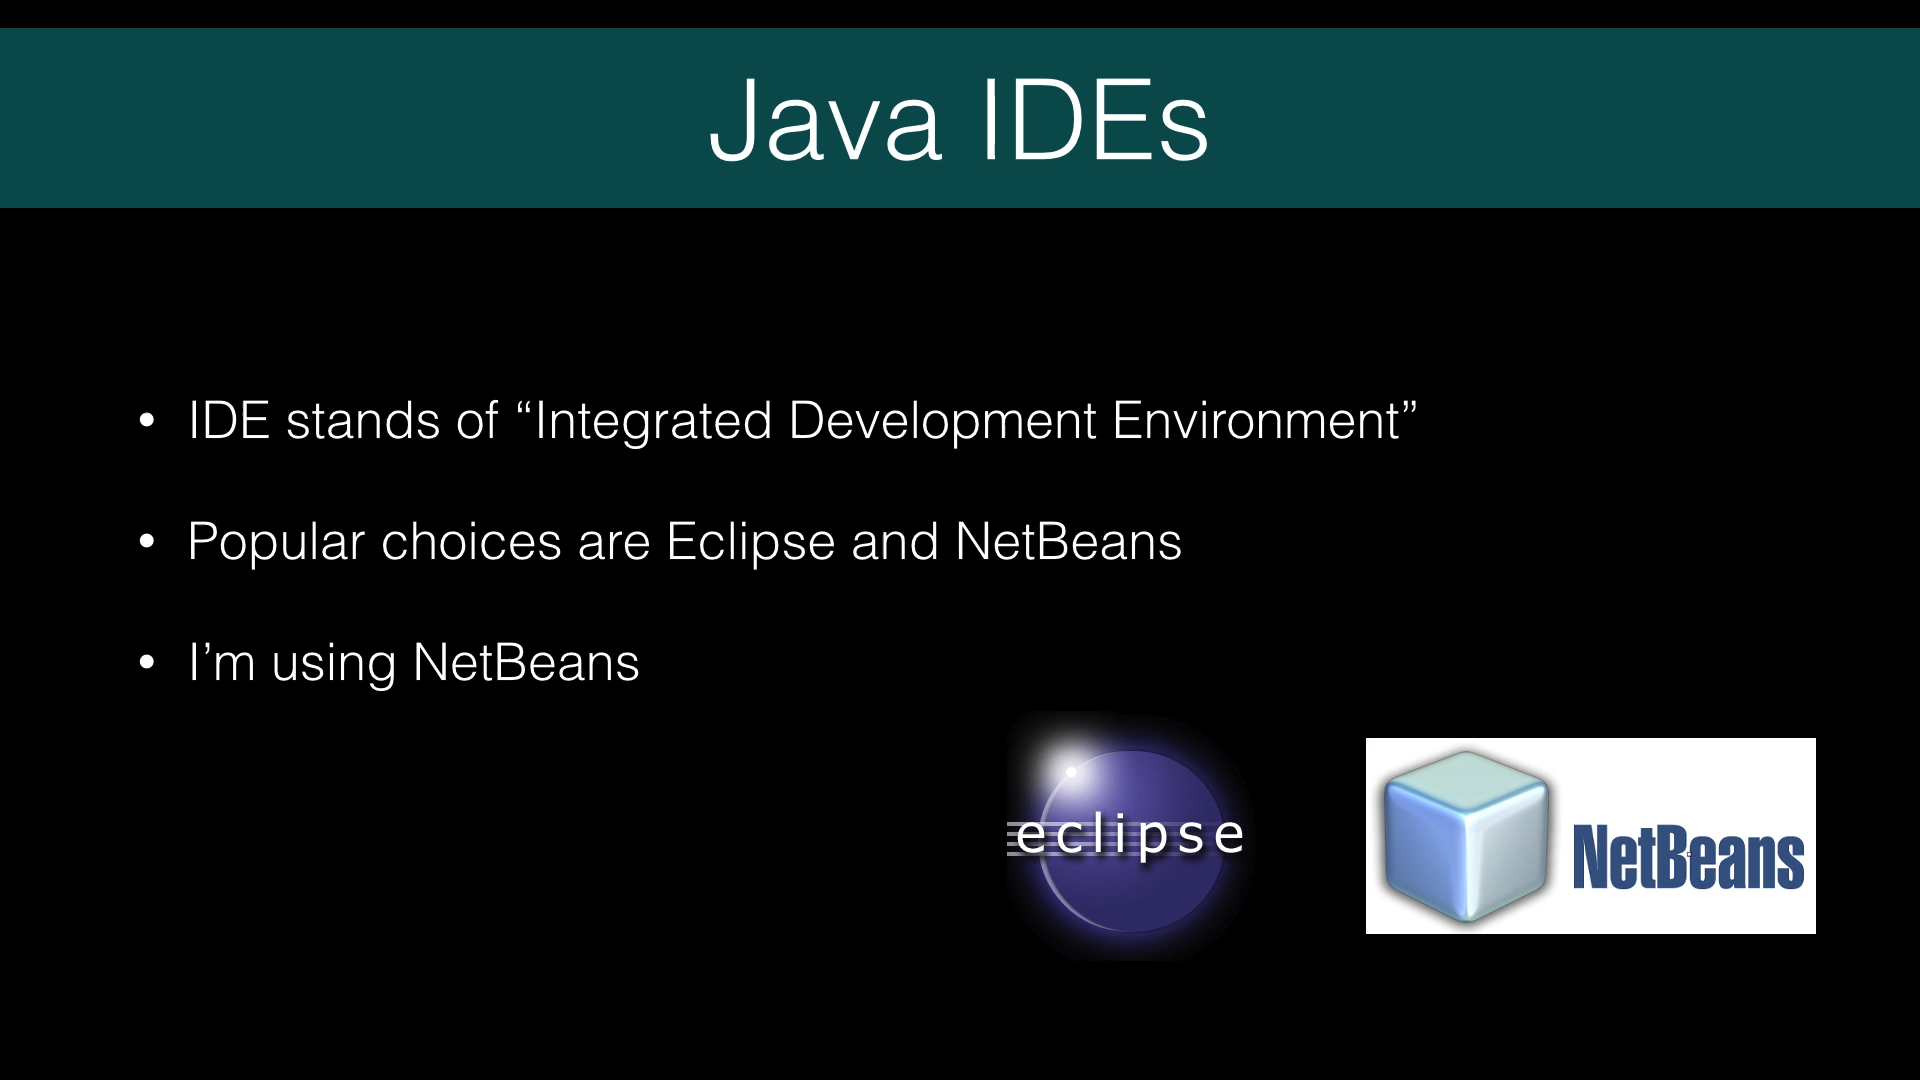 Java IDEs
• IDE stands of “Integrated Development Environment”
• Popular choices are Eclipse and NetBeans
• I’m using NetBeans
eclipse
NetBeans